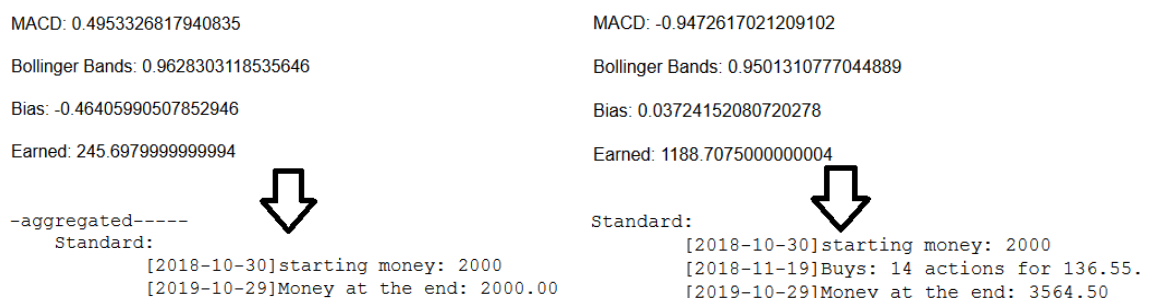 MACD: 0.4953326817940835
Bollinger Bands: 0.9628303118535646
Bias: -0.46405990507852946
Earned: 245.6979999999994
-aggregated-----
Standard:
[2018-10-30]starting money: 2000
[2019-10-29]Money at the end: 2000.00
MACD: -0.9472617021209102
Bollinger Bands: 0.9501310777044889
Bias: 0.03724152080720278
Earned: 1188.7075000000004
Standard:
[2018-10-30]starting money: 2000
[2018-11-19]Buys: 14 actions for 136.55.
[2019-10-29]Money at the end: 3564.50